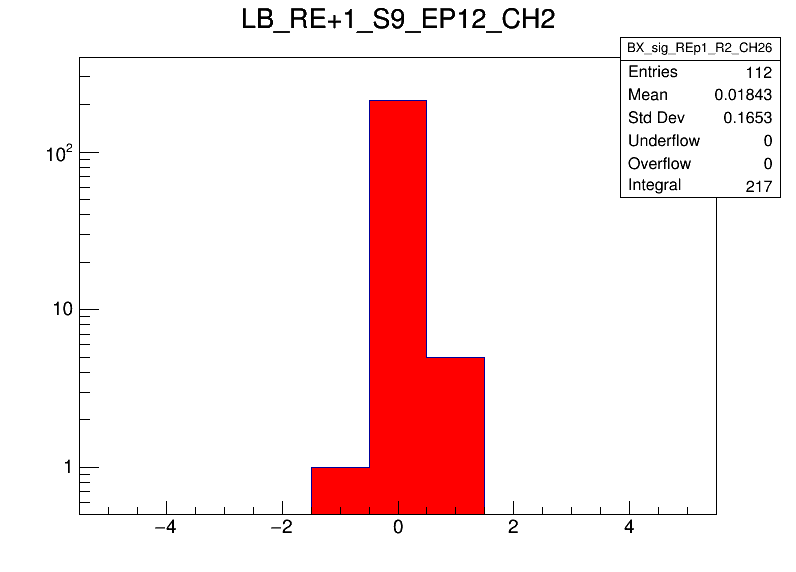 LB_RE+1_S9_EP12_CH2
BX_sig_REp1_R2_CH26
Entries 112
Mean 0.01843
Std Dev 0.1653
Underflow 0
Overflow 0
Integral 217
10²
10
1
−4 −2 0 2 4